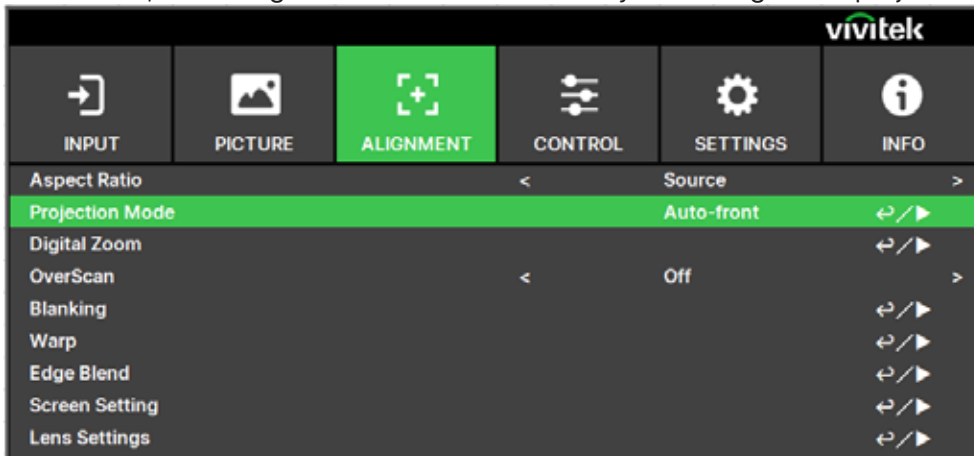 vivitek
INPUT PICTURE ALIGNMENT CONTROL SETTINGS INFO
Aspect Ratio < Source >
Projection Mode Auto-front ↩/▶
Digital Zoom ↩/▶
OverScan < Off >
Blanking ↩/▶
Warp ↩/▶
Edge Blend ↩/▶
Screen Setting ↩/▶
Lens Settings ↩/▶